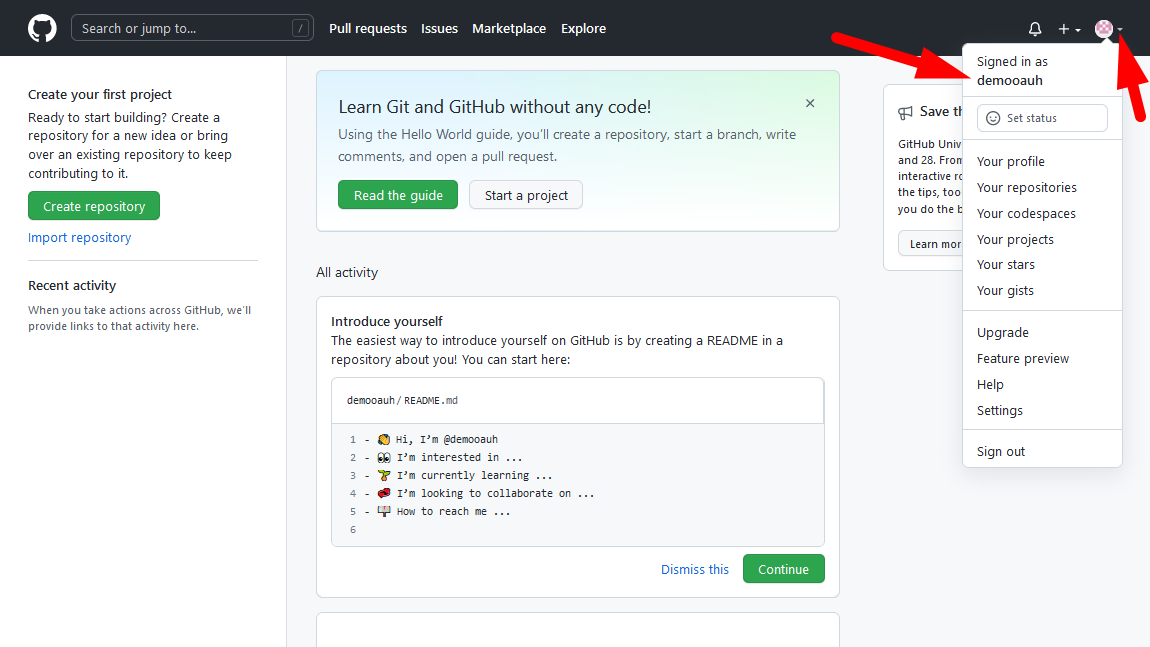 Search or jump to...
/
Pull requests
Issues
Marketplace
Explore
Create your first project
Ready to start building? Create a
repository for a new idea or bring
over an existing repository to keep
contributing to it.
Create repository
Import repository
Recent activity
When you take actions across GitHub, we'll
provide links to that activity here.
Learn Git and GitHub without any code!
Using the Hello World guide, you'll create a repository, start a branch, write
comments, and open a pull request.
Read the guide
Start a project
All activity
Introduce yourself
The easiest way to introduce yourself on GitHub is by creating a README in a
repository about you! You can start here:
demooauh/README.md
1 - 👋 Hi, I'm @demooauh
2 - 👀 I'm interested in ...
3 - 🌱 I'm currently learning ...
4 - 💞️ I'm looking to collaborate on ...
5 - 📫 How to reach me ...
6
Dismiss this
Continue
Save
GitHub
and 28. From
interactive
the tips,
you do the
Learn
Signed in as
demooauh
Set status
Your profile
Your repositories
Your codespaces
Your projects
Your stars
Your gists
Upgrade
Feature preview
Help
Settings
Sign out